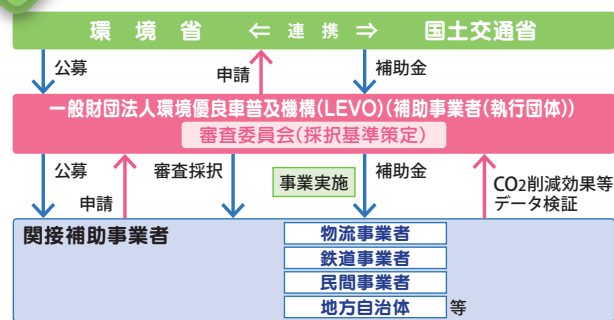 環境省 ⇐ 連携 ⇒ 国土交通省
公募
申請
補助金
一般財団法人環境優良車普及機構(LEVO)(補助事業者(執行団体))
審査委員会(採択基準策定)
公募
申請
審査採択
事業実施
補助金
CO2削減効果等
データ検証
関接補助事業者
物流事業者
鉄道事業者
民間事業者
地方自治体 等